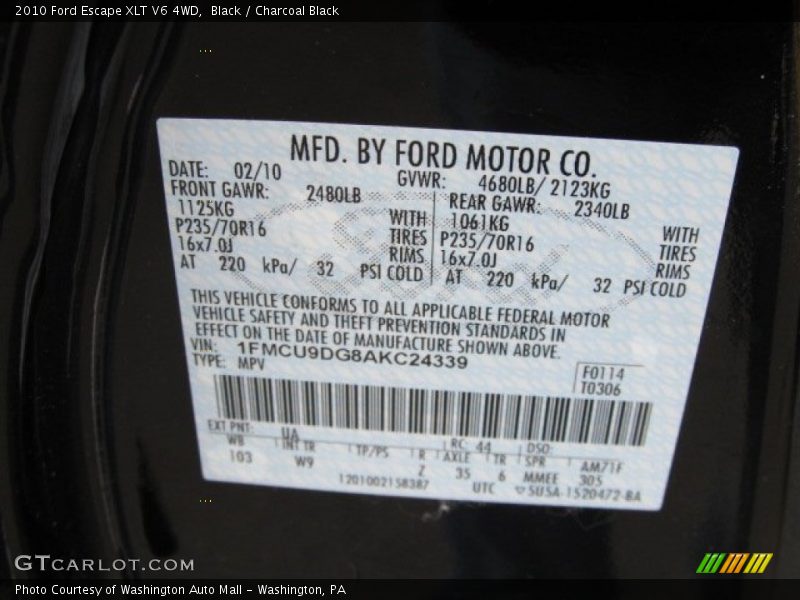 2010 Ford Escape XLT V6 4WD, Black / Charcoal Black
MFD. BY FORD MOTOR CO.
DATE: 02/10 GVWR: 4680LB/ 2123KG
FRONT GAWR: 2480LB REAR GAWR: 2340LB
1125KG WITH 1061KG WITH
P235/70R16 TIRES P235/70R16 TIRES
16x7.0J RIMS 16x7.0J RIMS
AT 220 kPa/ 32 PSI COLD AT 220 kPa/ 32 PSI COLD
THIS VEHICLE CONFORMS TO ALL APPLICABLE FEDERAL MOTOR
VEHICLE SAFETY AND THEFT PREVENTION STANDARDS IN
EFFECT ON THE DATE OF MANUFACTURE SHOWN ABOVE.
VIN: 1FMCU9DG8AKC24339
TYPE: MPV
F0114
T0306
EXT PNT: UA RC: 44 DSO:
WB INT TR TP/PS R AXLE TR SPR AM71F
103 W9 Z 35 6 MMEE 305
1201002158387 UTC 5U5A-1520472-BA
GTCARLOT.COM
Photo Courtesy of Washington Auto Mall - Washington, PA